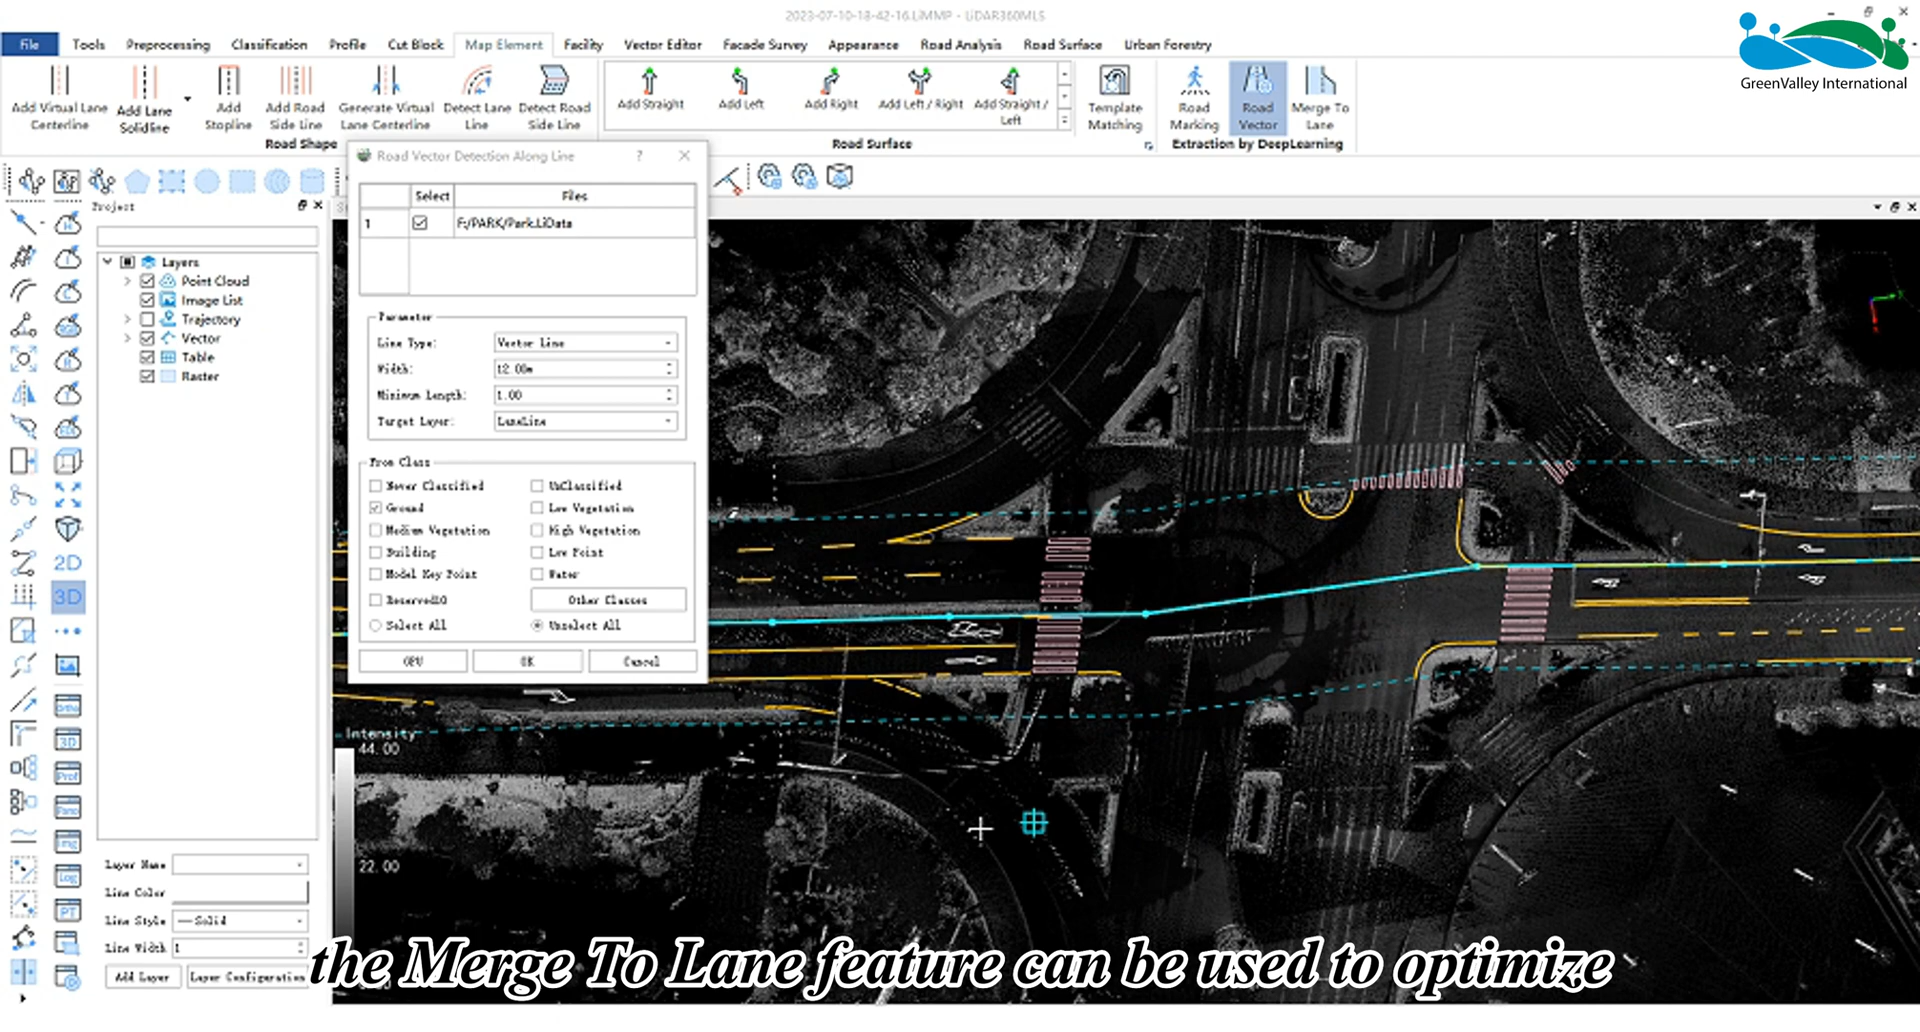 2023-07-10-18-42-16.LiMMP - LiDAR360MLS
GreenValley International
File Tools Preprocessing Classification Profile Cut Block Map Element Facility Vector Editor Facade Survey Appearance Road Analysis Road Surface Urban Forestry
Add Virtual Lane Centerline
Add Lane Solidline
Add Stopline
Add Road Side Line
Generate Virtual Lane Centerline
Detect Lane Line
Detect Road Side Line
Add Straight
Add Left
Add Right
Add Left / Right
Add Straight / Left
Template Matching
Road Marking
Road Vector
Merge To Lane
Road Shape
Road Surface
Extraction by DeepLearning
Project
Layers
Point Cloud
Image List
Trajectory
Vector
Table
Raster
2D
3D
Ortho
3D
Prof
Pano
Img
Log
PT
Layer Name
Line Color
Line Style Solid
Line Width 1
Add Layer Layer Configuration
Road Vector Detection Along Line ?
Select Files
1 F:/PARK/Park.LiData
Parameter
Line Type: Vector Line
Width: 12.00m
Minimum Length: 1.00
Target Layer: LaneLine
From Class
Never Classified UnClassified
Ground Low Vegetation
Medium Vegetation High Vegetation
Building Low Point
Model Key Point Water
Reserved10 Other Classes
Select All Unselect All
GPU OK Cancel
Intensity
44.00
22.00
the Merge To Lane feature can be used to optimize